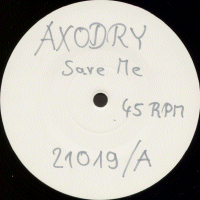 AXODRY
Save Me
45 RPM
21019/A